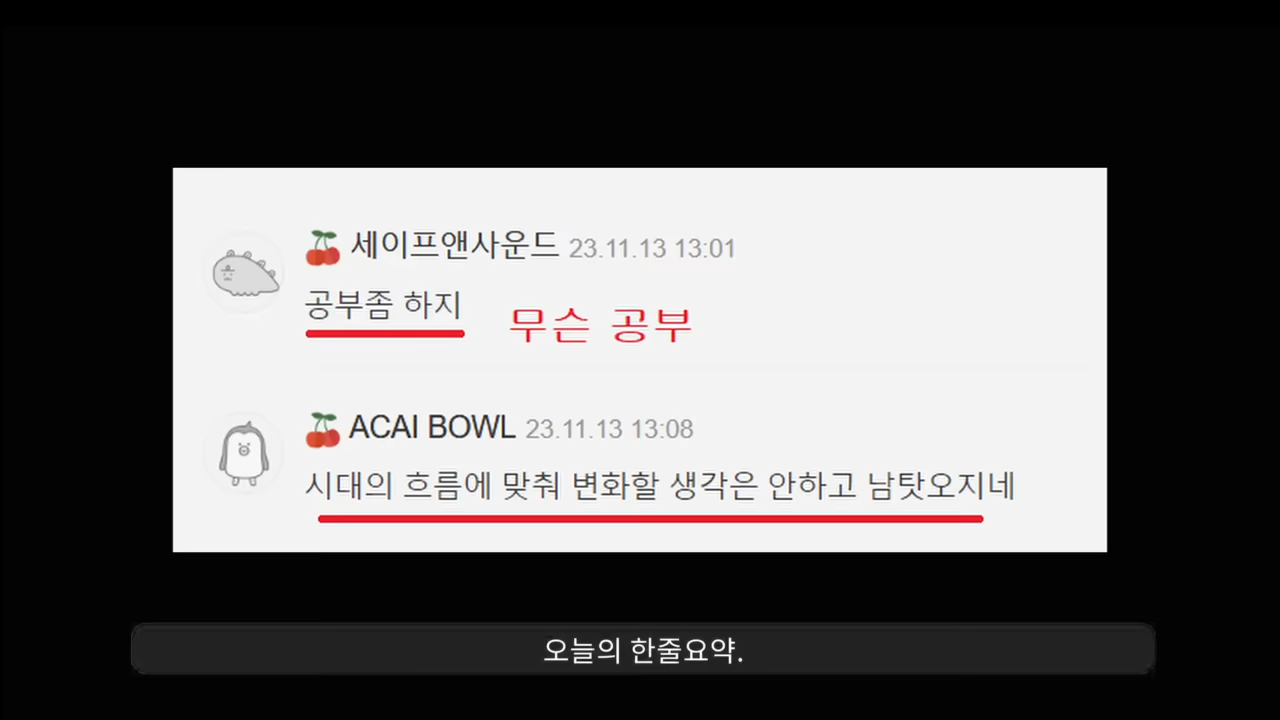 🍒 세이프앤사운드 23.11.13 13:01
공부좀 하지
무슨 공부
🍒 ACAI BOWL 23.11.13 13:08
시대의 흐름에 맞춰 변화할 생각은 안하고 남탓오지네
오늘의 한줄요약.